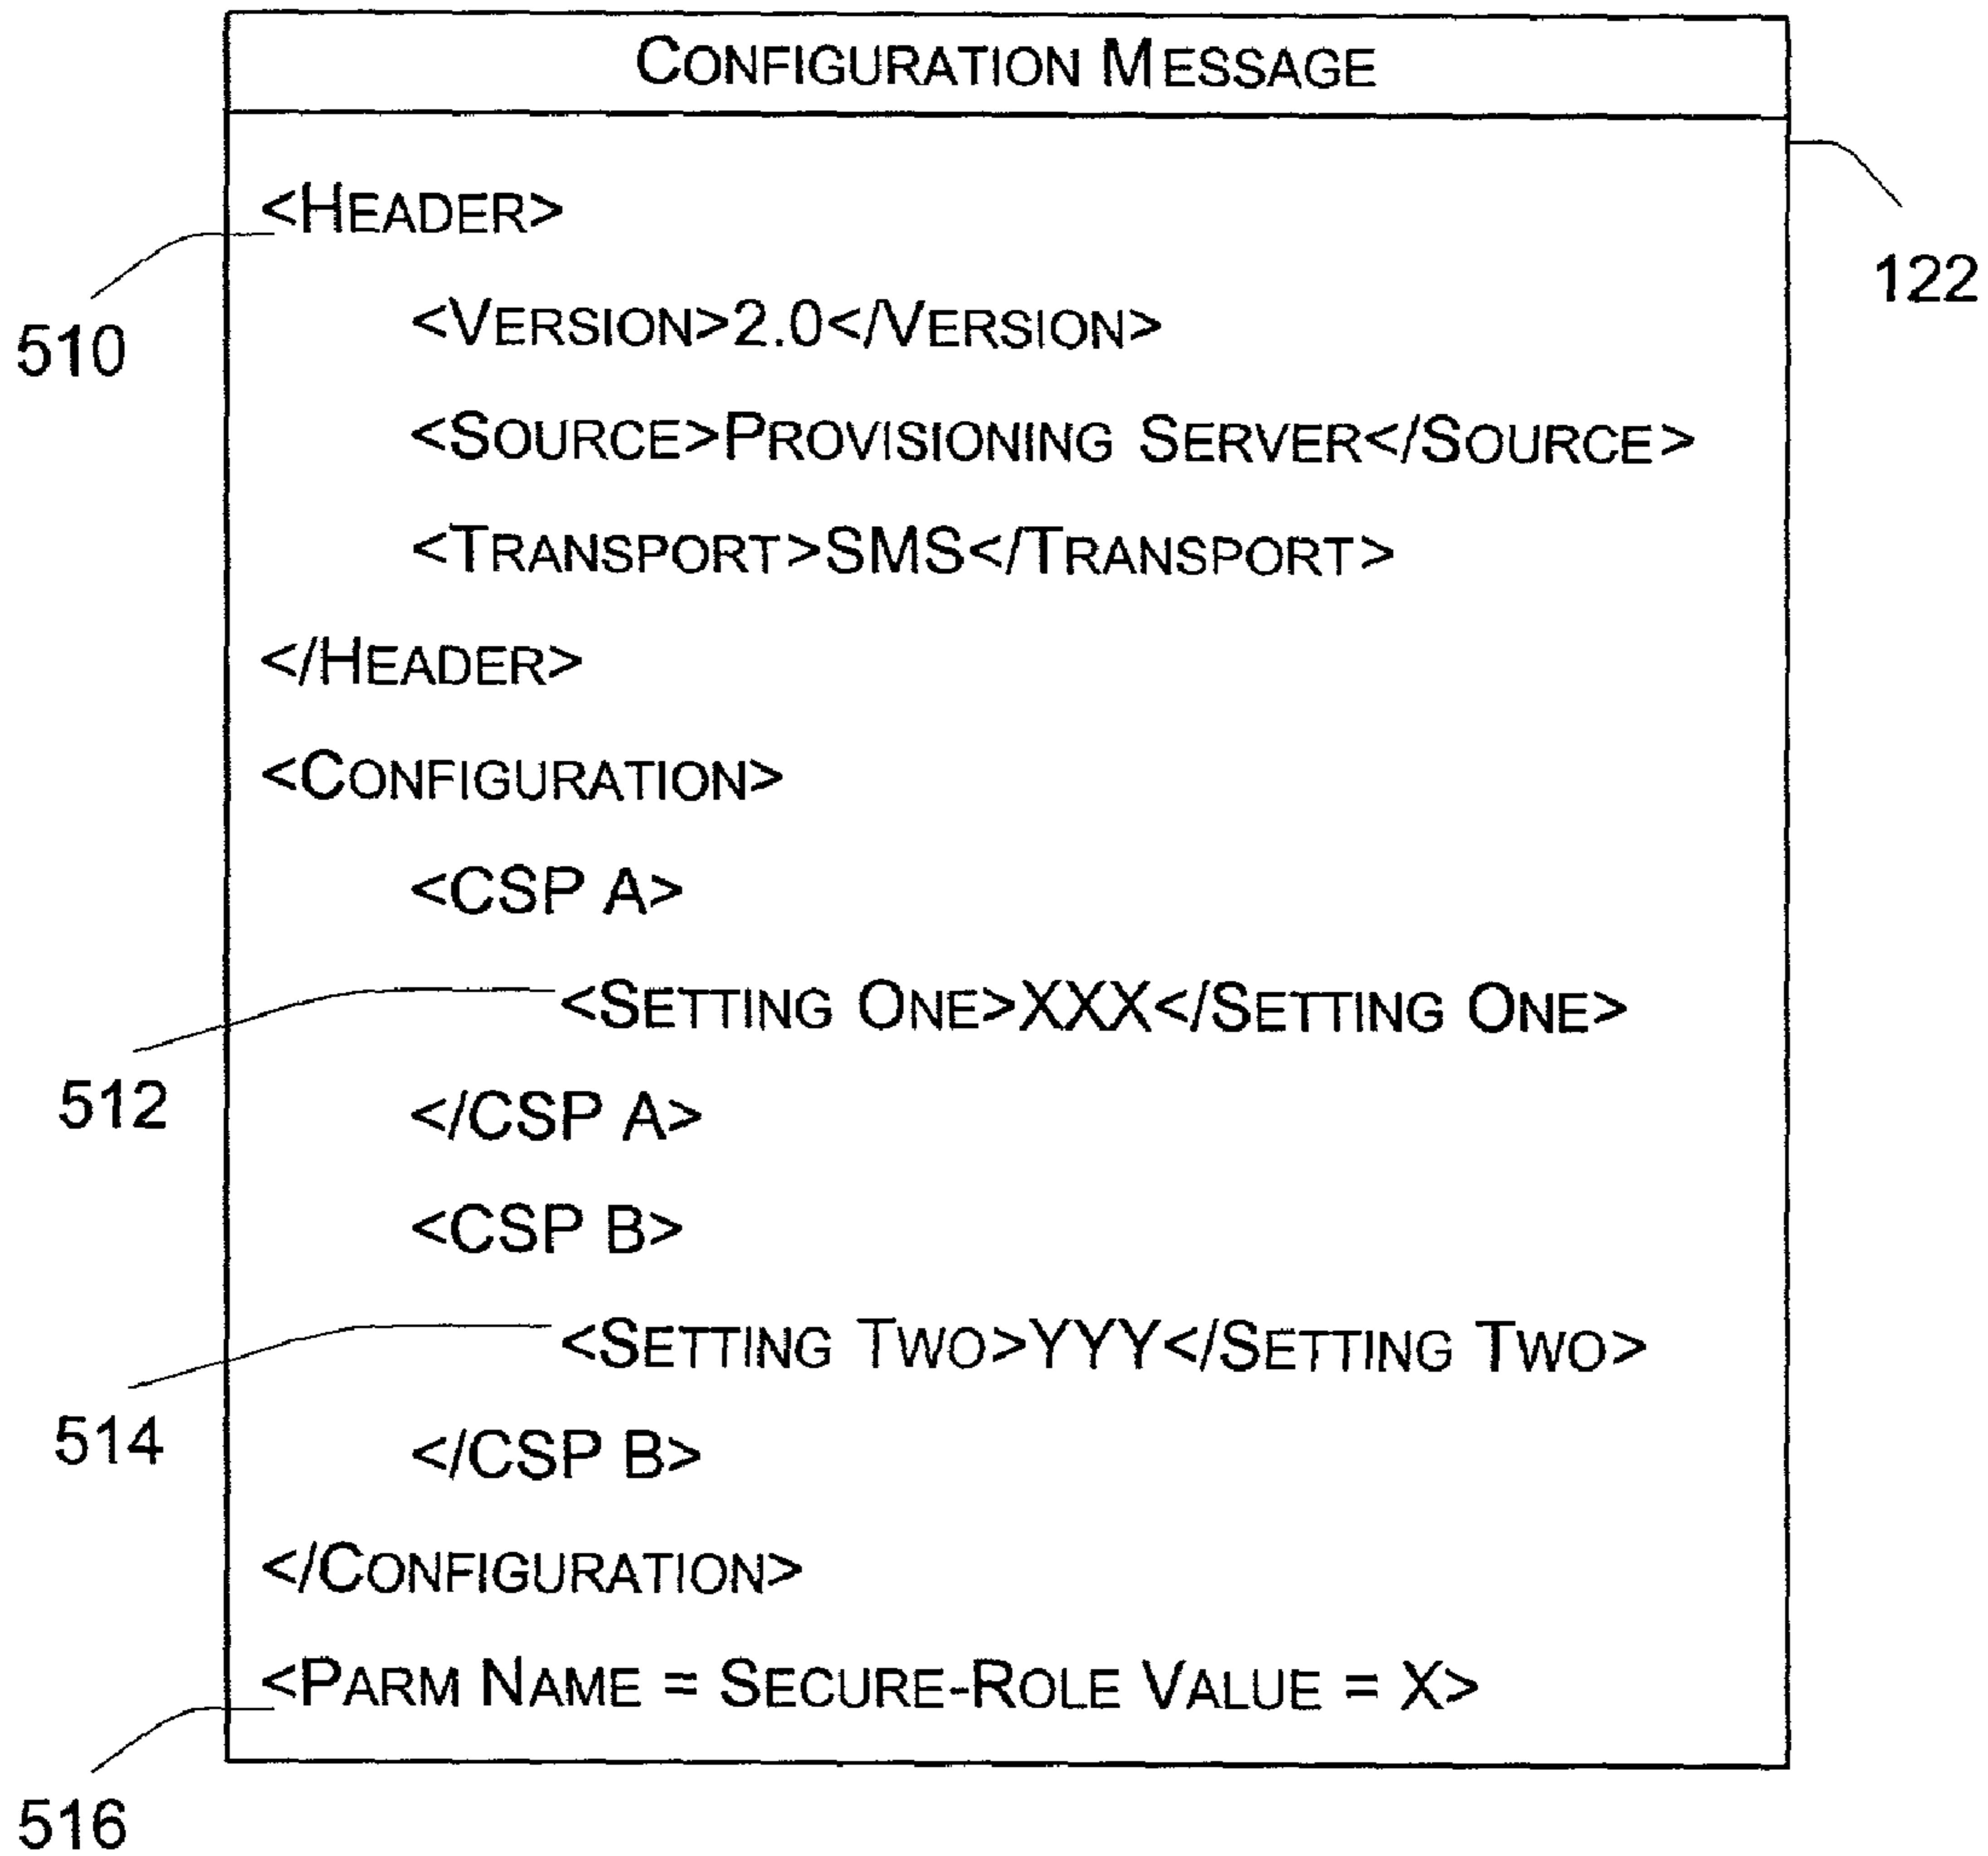 CONFIGURATION MESSAGE
<HEADER>
122
<VERSION>2.0</VERSION>
510
<SOURCE>PROVISIONING SERVER</SOURCE>
<TRANSPORT>SMS</TRANSPORT>
</HEADER>
<CONFIGURATION>
<CSP A>
<SETTING ONE>XXX</SETTING ONE>
512
</CSP A>
<CSP B>
<SETTING TWO>YYY</SETTING TWO>
514
</CSP B>
</CONFIGURATION>
<PARM NAME = SECURE-ROLE VALUE = X>
516